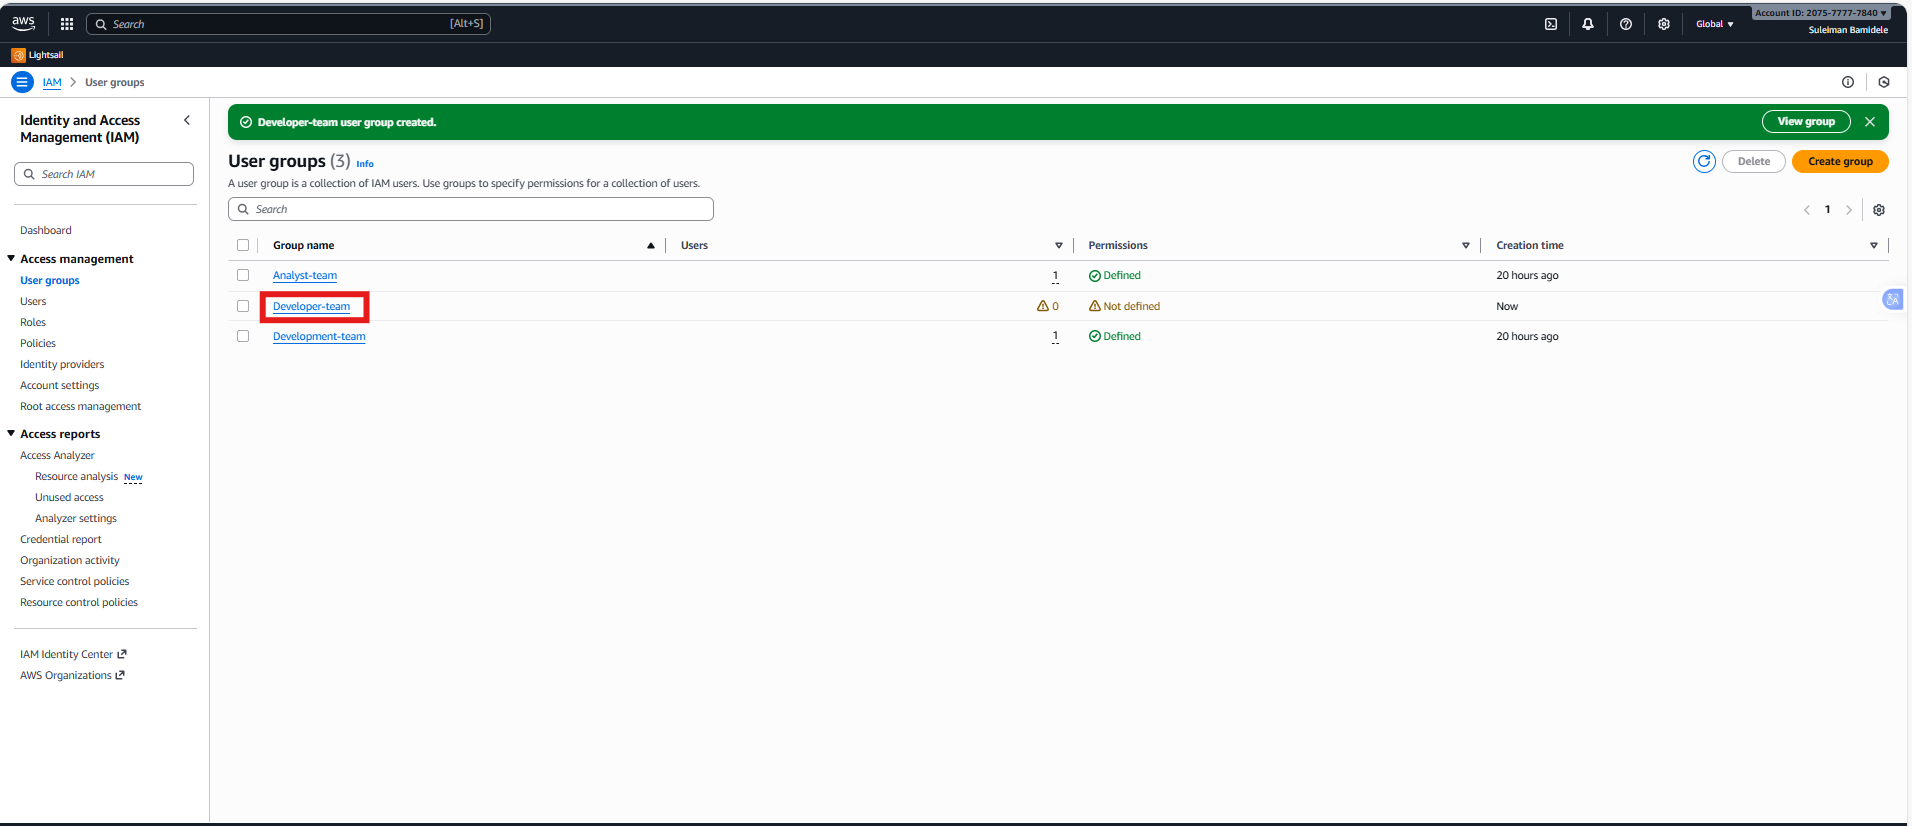 aws
Search [Alt+S]
Global
Account ID: 2075-7777-7840
Suleiman Bamidele
Lightsail
IAM > User groups
Identity and Access Management (IAM)
Search IAM
Dashboard
Access management
User groups
Users
Roles
Policies
Identity providers
Account settings
Root access management
Access reports
Access Analyzer
Resource analysis New
Unused access
Analyzer settings
Credential report
Organization activity
Service control policies
Resource control policies
IAM Identity Center
AWS Organizations
Developer-team user group created.
View group
User groups (3) Info
Delete
Create group
A user group is a collection of IAM users. Use groups to specify permissions for a collection of users.
Search
1
Group name Users Permissions Creation time
Analyst-team 1 Defined 20 hours ago
Developer-team 0 Not defined Now
Development-team 1 Defined 20 hours ago